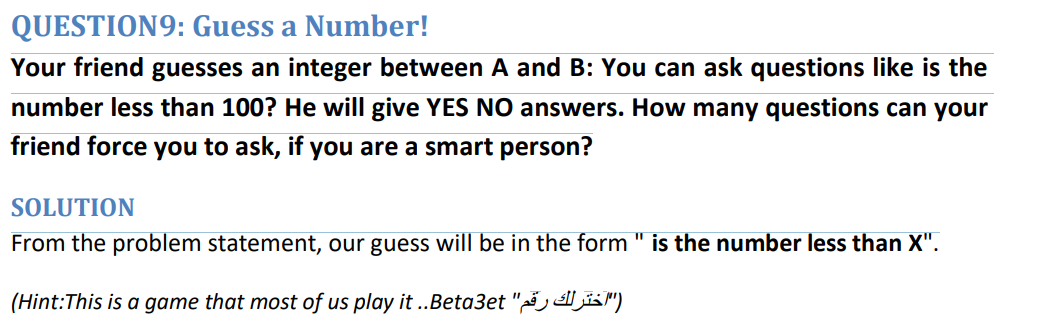 QUESTION9: Guess a Number!
Your friend guesses an integer between A and B: You can ask questions like is the
number less than 100? He will give YES NO answers. How many questions can your
friend force you to ask, if you are a smart person?
SOLUTION
From the problem statement, our guess will be in the form " is the number less than X".
(Hint:This is a game that most of us play it ..Beta3et "اخترلك رقم")